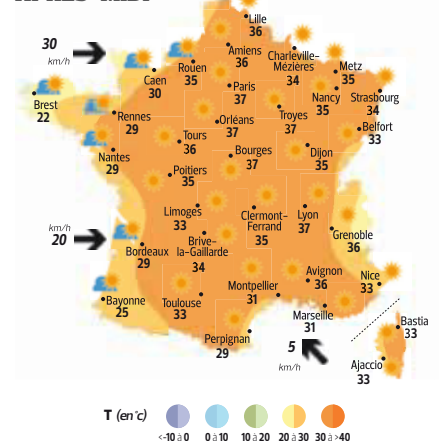 Lille
36
30
km/h
Amiens
36
Charleville-
Mézières
34
Rouen
35
Metz
35
Caen
30
Paris
37
Nancy
35
Strasbourg
34
Brest
22
Rennes
29
Orléans
37
Troyes
37
Belfort
33
Tours
36
Nantes
29
Bourges
37
Dijon
35
Poitiers
35
Limoges
33
Clermont-
Ferrand
35
Lyon
37
km/h
20
Grenoble
36
Brive-
la-Gaillarde
34
Bordeaux
29
Avignon
36
Nice
33
Montpellier
31
Bayonne
25
Toulouse
33
Marseille
31
Bastia
33
Perpignan
29
5
km/h
Ajaccio
33
T (en °c)
<-10 à 0
0 à 10
10 à 20
20 à 30
30 à >40